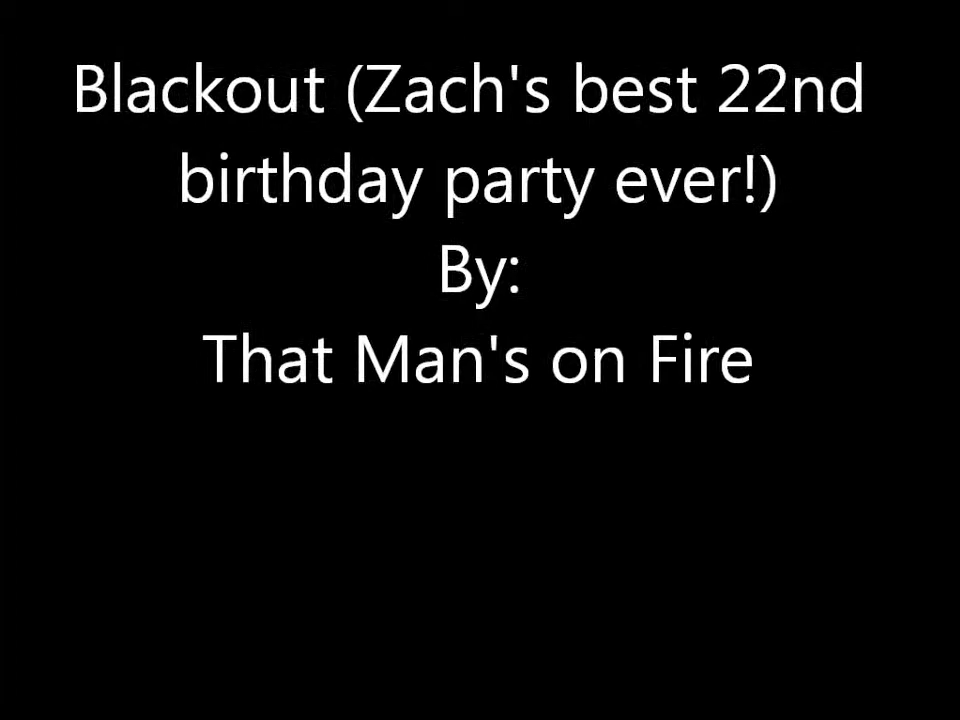 Blackout (Zach's best 22nd
birthday party ever!)
By:
That Man's on Fire